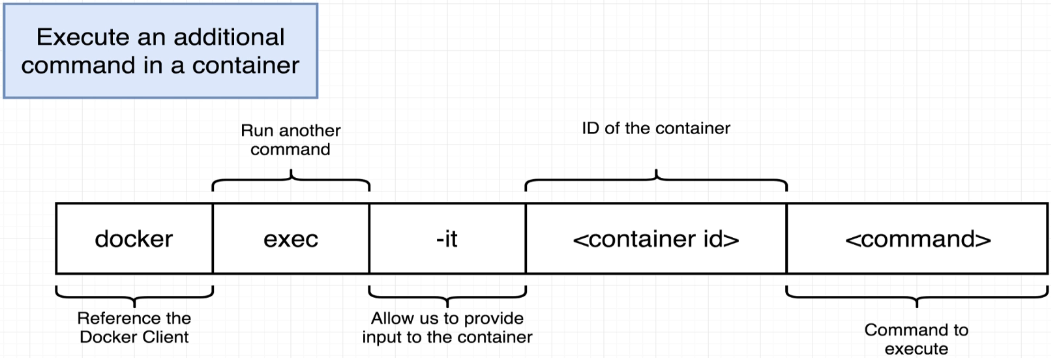 Execute an additional
command in a container
Run another
command
ID of the container
docker
exec
-it
<container id>
<command>
Reference the
Docker Client
Allow us to provide
input to the container
Command to
execute